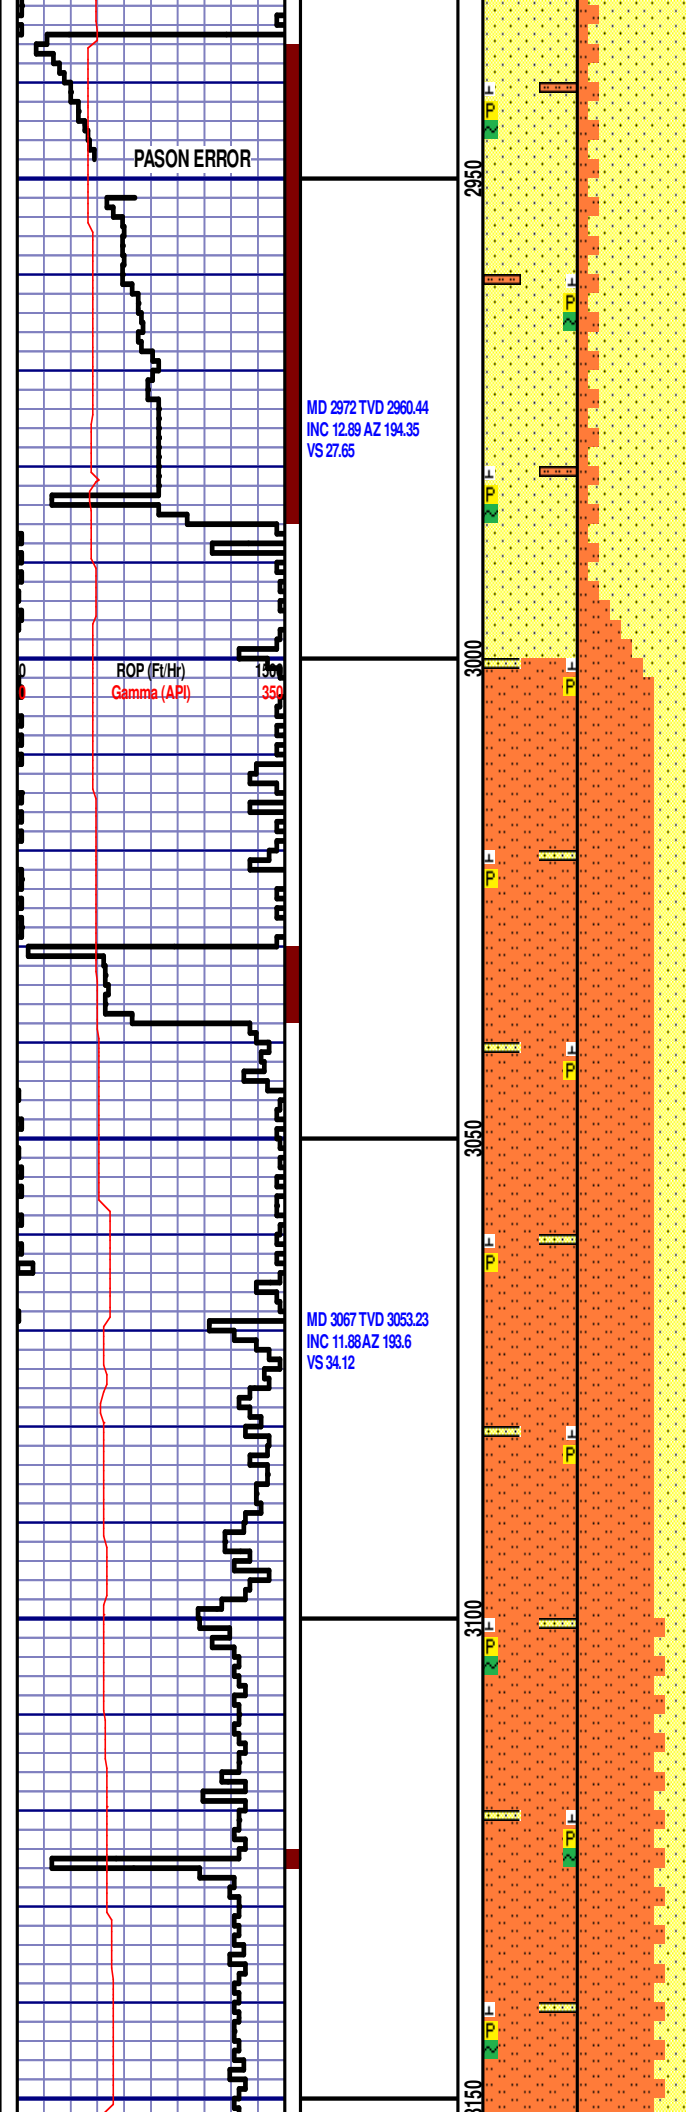 P
PASON ERROR
2950
P
MD 2972 TVD 2960.44
INC 12.89 AZ 194.35
VS 27.65
P
3000
0 ROP (Ft/Hr)
0 Gamma (API) 350
P
P
P
3050
P
MD 3067 TVD 3053.23
INC 11.88 AZ 193.6
VS 34.12
P
3100
P
P
P
3150